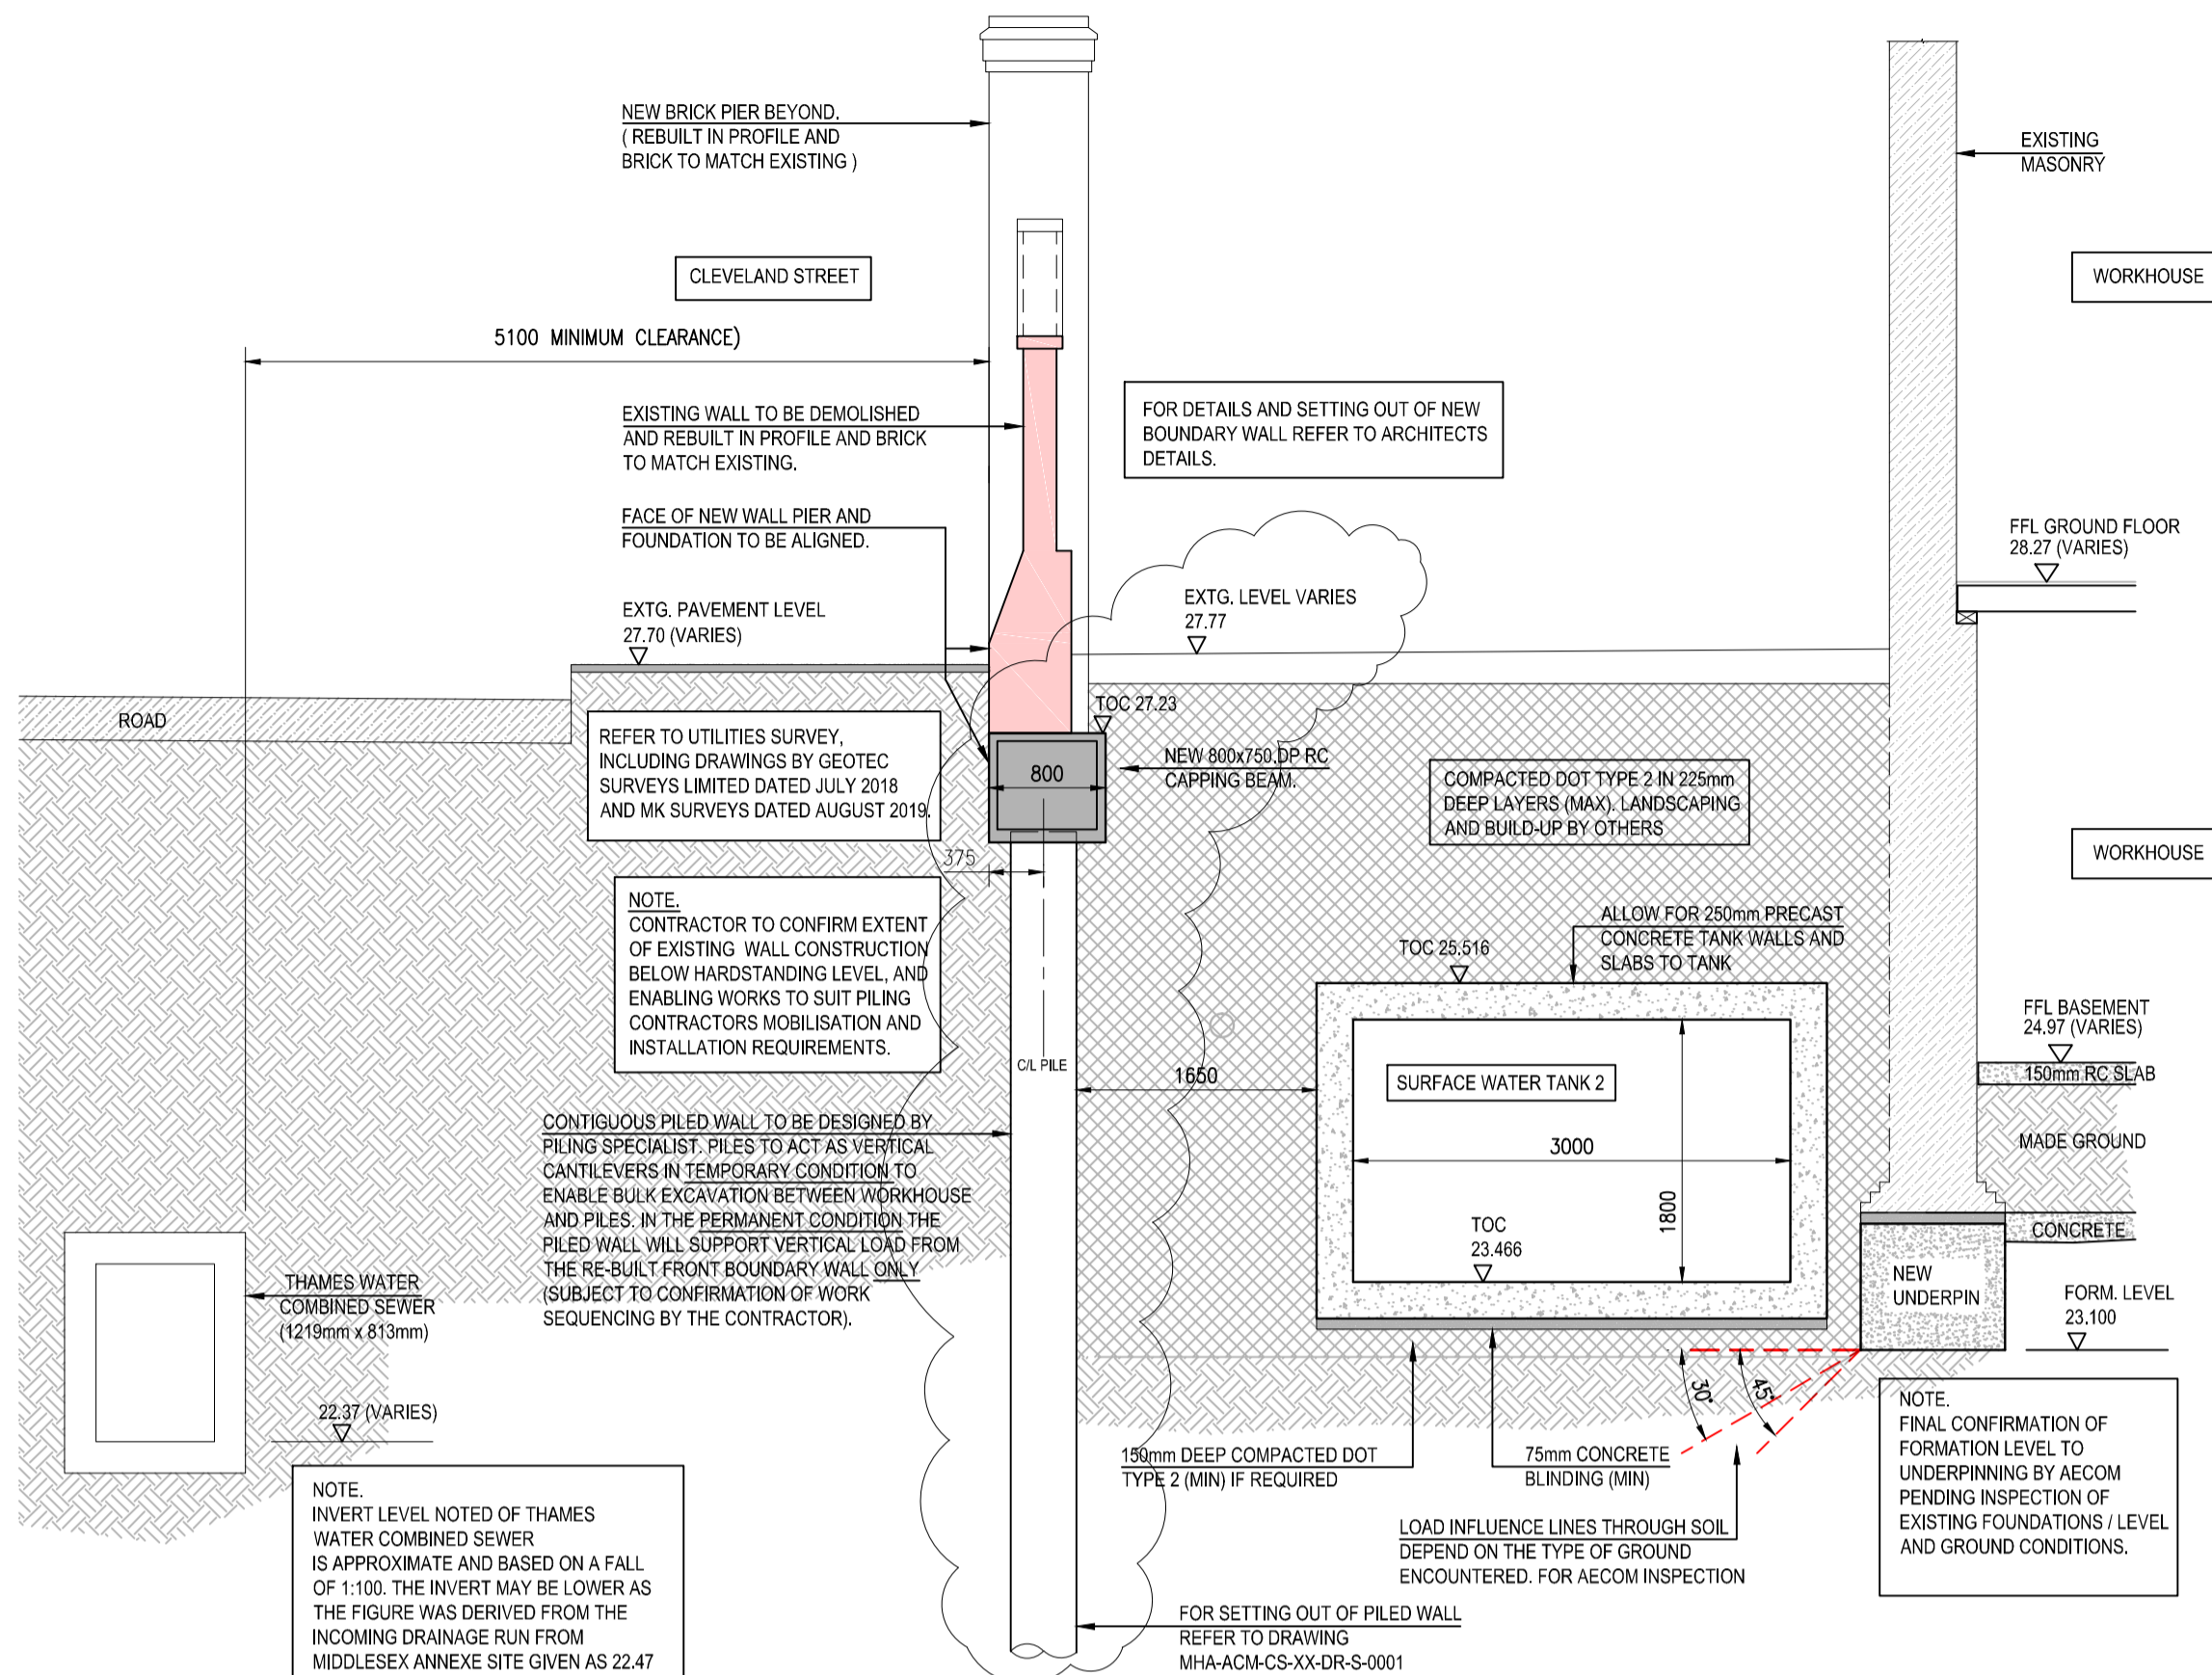 NEW BRICK PIER BEYOND.
( REBUILT IN PROFILE AND
BRICK TO MATCH EXISTING )
EXISTING
MASONRY
CLEVELAND STREET
WORKHOUSE
5100 MINIMUM CLEARANCE)
EXISTING WALL TO BE DEMOLISHED
AND REBUILT IN PROFILE AND BRICK
TO MATCH EXISTING.
FOR DETAILS AND SETTING OUT OF NEW
BOUNDARY WALL REFER TO ARCHITECTS
DETAILS.
FACE OF NEW WALL PIER AND
FOUNDATION TO BE ALIGNED.
FFL GROUND FLOOR
28.27 (VARIES)
EXTG. PAVEMENT LEVEL
27.70 (VARIES)
EXTG. LEVEL VARIES
27.77
ROAD
TOC 27.23
REFER TO UTILITIES SURVEY,
INCLUDING DRAWINGS BY GEOTEC
SURVEYS LIMITED DATED JULY 2018
AND MK SURVEYS DATED AUGUST 2019.
800
NEW 800x750 DP RC
CAPPING BEAM.
COMPACTED DOT TYPE 2 IN 225mm
DEEP LAYERS (MAX). LANDSCAPING
AND BUILD-UP BY OTHERS
WORKHOUSE
375
NOTE.
CONTRACTOR TO CONFIRM EXTENT
OF EXISTING WALL CONSTRUCTION
BELOW HARDSTANDING LEVEL, AND
ENABLING WORKS TO SUIT PILING
CONTRACTORS MOBILISATION AND
INSTALLATION REQUIREMENTS.
ALLOW FOR 250mm PRECAST
CONCRETE TANK WALLS AND
SLABS TO TANK
TOC 25.516
FFL BASEMENT
24.97 (VARIES)
150mm RC SLAB
C/L PILE
1650
SURFACE WATER TANK 2
CONTIGUOUS PILED WALL TO BE DESIGNED BY
PILING SPECIALIST. PILES TO ACT AS VERTICAL
CANTILEVERS IN TEMPORARY CONDITION TO
ENABLE BULK EXCAVATION BETWEEN WORKHOUSE
AND PILES. IN THE PERMANENT CONDITION THE
PILED WALL WILL SUPPORT VERTICAL LOAD FROM
THE RE-BUILT FRONT BOUNDARY WALL ONLY
(SUBJECT TO CONFIRMATION OF WORK
SEQUENCING BY THE CONTRACTOR).
MADE GROUND
3000
1800
TOC
23.466
CONCRETE
NEW
UNDERPIN
FORM. LEVEL
23.100
THAMES WATER
COMBINED SEWER
(1219mm x 813mm)
30°
45°
22.37 (VARIES)
150mm DEEP COMPACTED DOT
TYPE 2 (MIN) IF REQUIRED
75mm CONCRETE
BLINDING (MIN)
NOTE.
FINAL CONFIRMATION OF
FORMATION LEVEL TO
UNDERPINNING BY AECOM
PENDING INSPECTION OF
EXISTING FOUNDATIONS / LEVEL
AND GROUND CONDITIONS.
NOTE.
INVERT LEVEL NOTED OF THAMES
WATER COMBINED SEWER
IS APPROXIMATE AND BASED ON A FALL
OF 1:100. THE INVERT MAY BE LOWER AS
THE FIGURE WAS DERIVED FROM THE
INCOMING DRAINAGE RUN FROM
MIDDLESEX ANNEXE SITE GIVEN AS 22.47
LOAD INFLUENCE LINES THROUGH SOIL
DEPEND ON THE TYPE OF GROUND
ENCOUNTERED. FOR AECOM INSPECTION
FOR SETTING OUT OF PILED WALL
REFER TO DRAWING
MHA-ACM-CS-XX-DR-S-0001